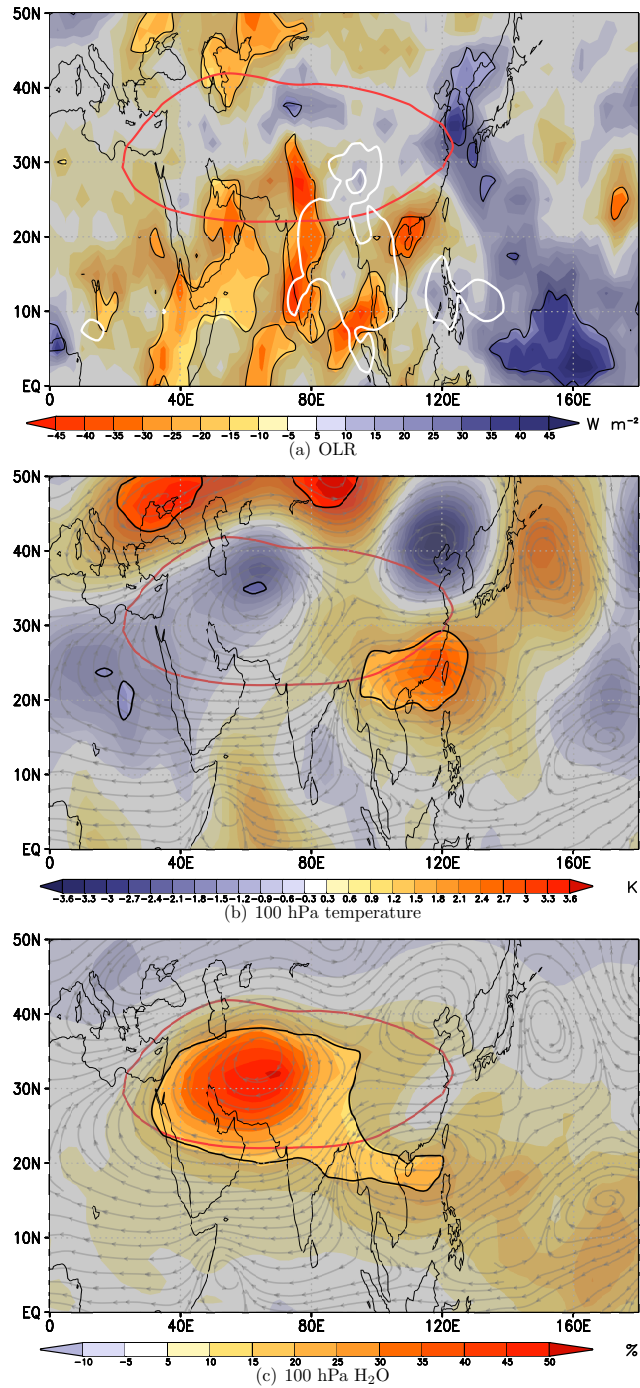 50N
40N
30N
20N
10N
EQ
0 40E 80E 120E 160E
-45 -40 -35 -30 -25 -20 -15 -10 -5 5 10 15 20 25 30 35 40 45 W m⁻²
(a) OLR
50N
40N
30N
20N
10N
EQ
0 40E 80E 120E 160E
-3.6 -3.3 -3 -2.7 -2.4 -2.1 -1.8 -1.5 -1.2 -0.9 -0.6 -0.3 0.3 0.6 0.9 1.2 1.5 1.8 2.1 2.4 2.7 3 3.3 3.6 K
(b) 100 hPa temperature
50N
40N
30N
20N
10N
EQ
0 40E 80E 120E 160E
-10 -5 5 10 15 20 25 30 35 40 45 50 %
(c) 100 hPa H₂O